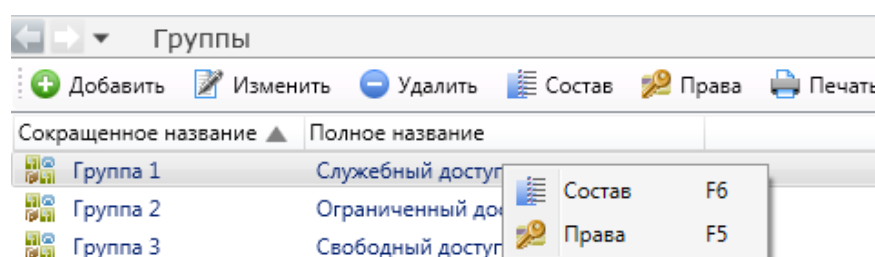 Группы
Добавить Изменить Удалить Состав Права Печать
Сокращенное название Полное название
Группа 1 Служебный доступ
Состав F6
Группа 2 Ограниченный
Права F5
Группа 3 Свободный доступ